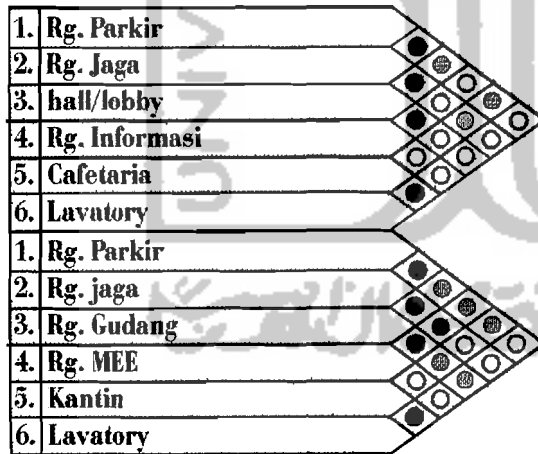 1. Rg. Parkir
2. Rg. Jaga
3. hall/lobby
4. Rg. Informasi
5. Cafetaria
6. Lavatory
1. Rg. Parkir
2. Rg. jaga
3. Rg. Gudang
4. Rg. MEE
5. Kantin
6. Lavatory
UNIV